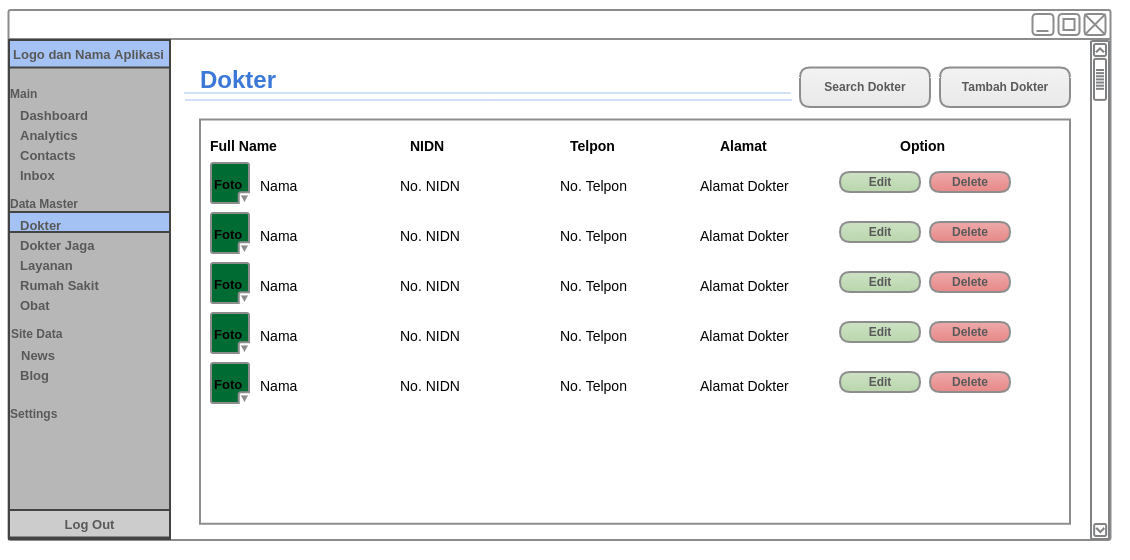 Logo dan Nama Aplikasi
Main
Dashboard
Analytics
Contacts
Inbox
Data Master
Dokter
Dokter Jaga
Layanan
Rumah Sakit
Obat
Site Data
News
Blog
Settings
Log Out
Dokter
Search Dokter
Tambah Dokter
Full Name NIDN Telpon Alamat Option
Foto Nama No. NIDN No. Telpon Alamat Dokter Edit Delete
Foto Nama No. NIDN No. Telpon Alamat Dokter Edit Delete
Foto Nama No. NIDN No. Telpon Alamat Dokter Edit Delete
Foto Nama No. NIDN No. Telpon Alamat Dokter Edit Delete
Foto Nama No. NIDN No. Telpon Alamat Dokter Edit Delete